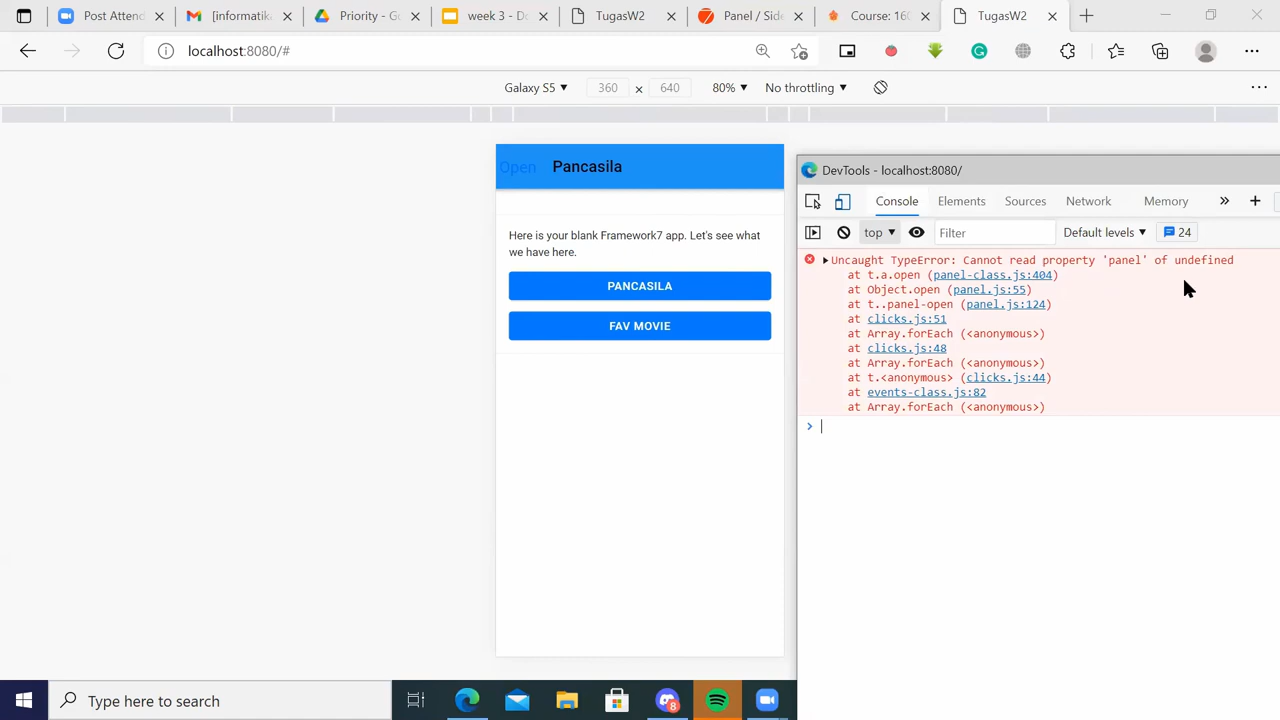 Post Attend
[informatika
Priority - Go
week 3 - Do
TugasW2
Panel / Side
Course: 160
TugasW2
localhost:8080/#
Galaxy S5 ▼ 360 × 640 80% ▼ No throttling ▼
Open Pancasila
Here is your blank Framework7 app. Let's see what
we have here.
PANCASILA
FAV MOVIE
DevTools - localhost:8080/
Console Elements Sources Network Memory
top ▼ Filter Default levels ▼ 24
Uncaught TypeError: Cannot read property 'panel' of undefined
at t.a.open (panel-class.js:404)
at Object.open (panel.js:55)
at t..panel-open (panel.js:124)
at clicks.js:51
at Array.forEach (<anonymous>)
at clicks.js:48
at Array.forEach (<anonymous>)
at t.<anonymous> (clicks.js:44)
at events-class.js:82
at Array.forEach (<anonymous>)
Type here to search
8